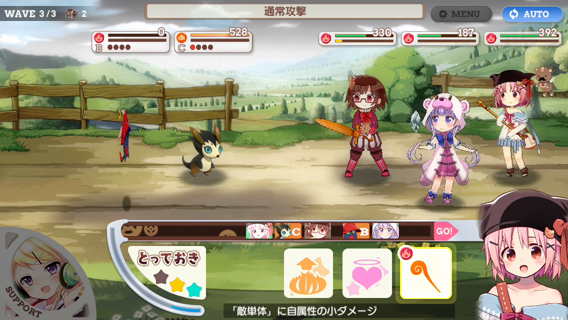 WAVE 3/3 2
通常攻撃
MENU
AUTO
0
B
528
C
330
187
392
C
B
GO!
とっておき
SUPPORT
「敵単体」に自属性の小ダメージ